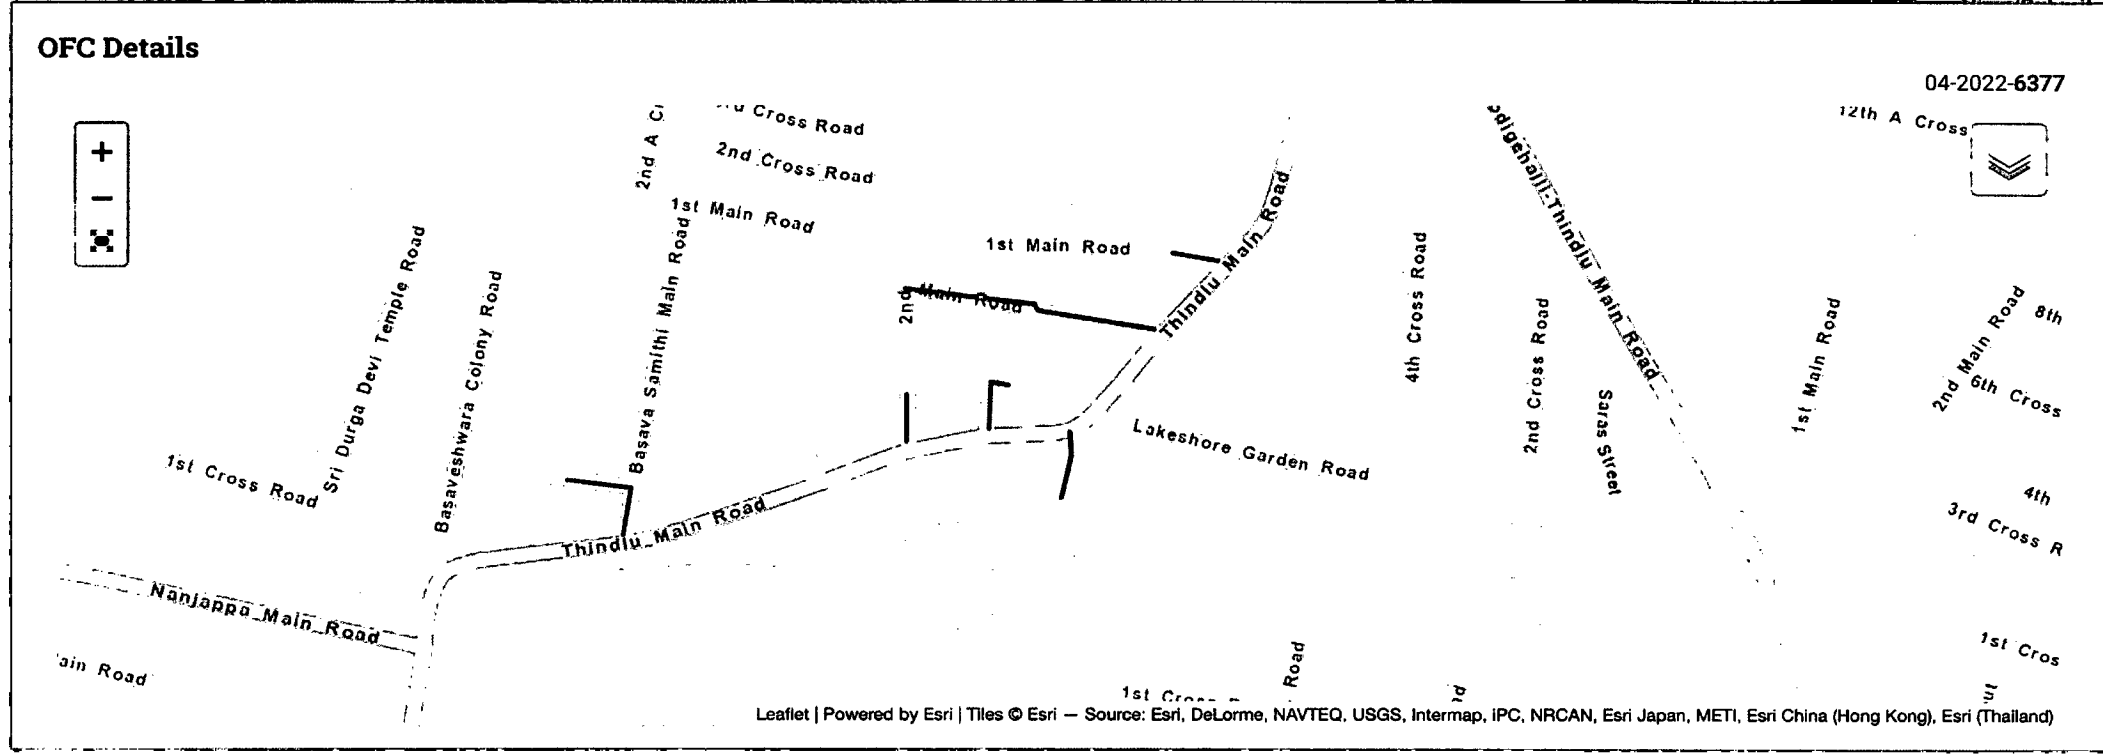 OFC Details
04-2022-6377
12th A Cross
Cross Road
2nd A
2nd Cross Road
1st Main Road
Thindlu Main Road
1st Main Road
Thindlu Main Road
2nd Main Road
Sri Durga Devi Temple Road
Basaveshwara Colony Road
Basava Samithi Main Road
4th Cross Road
2nd Cross Road
Saras Street
1st Main Road
2nd Main Road
8th
6th Cross
Lakeshore Garden Road
1st Cross Road
4th
3rd Cross R
Thindlu Main Road
Nanjappa Main Road
ain Road
1st Cros
Road
1st
Leaflet | Powered by Esri | Tiles © Esri — Source: Esri, DeLorme, NAVTEQ, USGS, Intermap, iPC, NRCAN, Esri Japan, METI, Esri China (Hong Kong), Esri (Thailand)